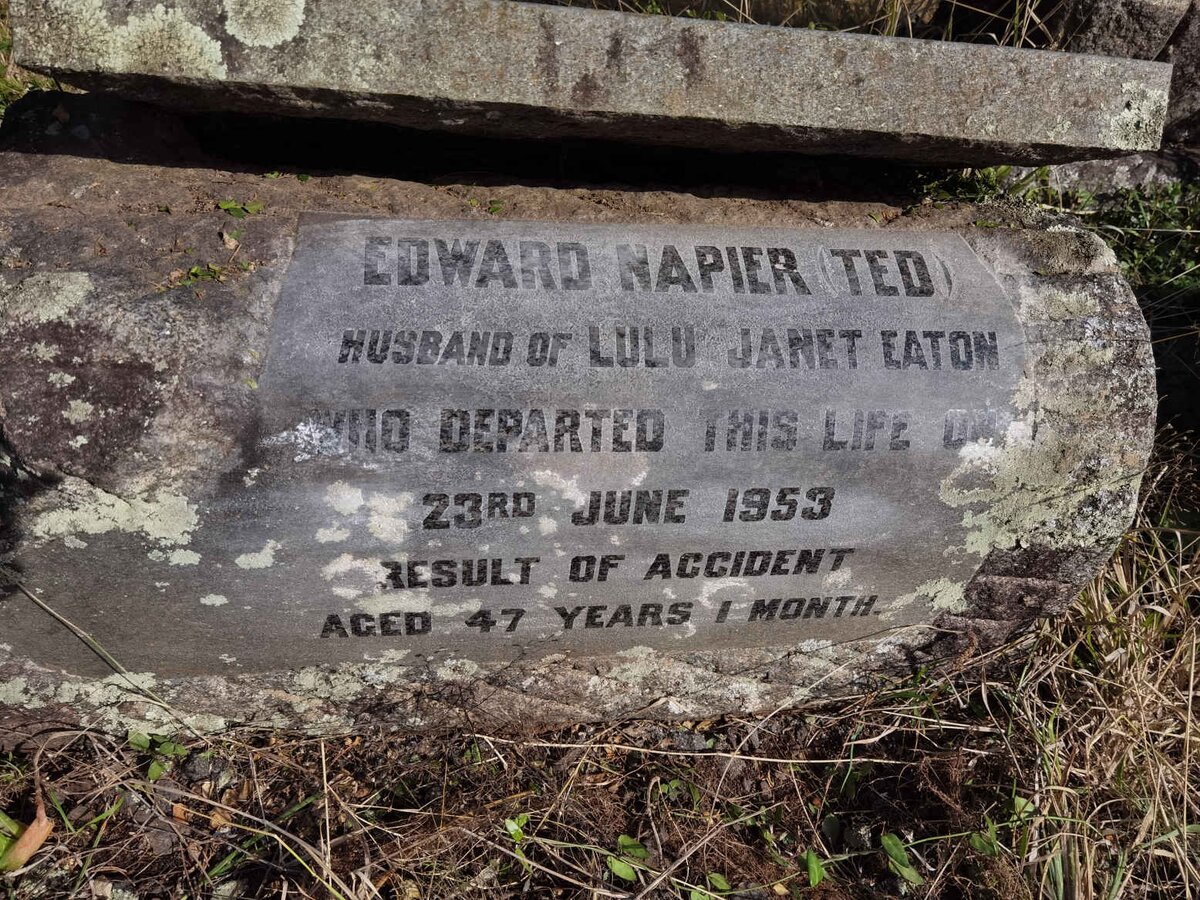 EDWARD NAPIER (TED)
HUSBAND OF LULU JANET EATON
WHO DEPARTED THIS LIFE ON
23RD JUNE 1953
RESULT OF ACCIDENT
AGED 47 YEARS 1 MONTH.